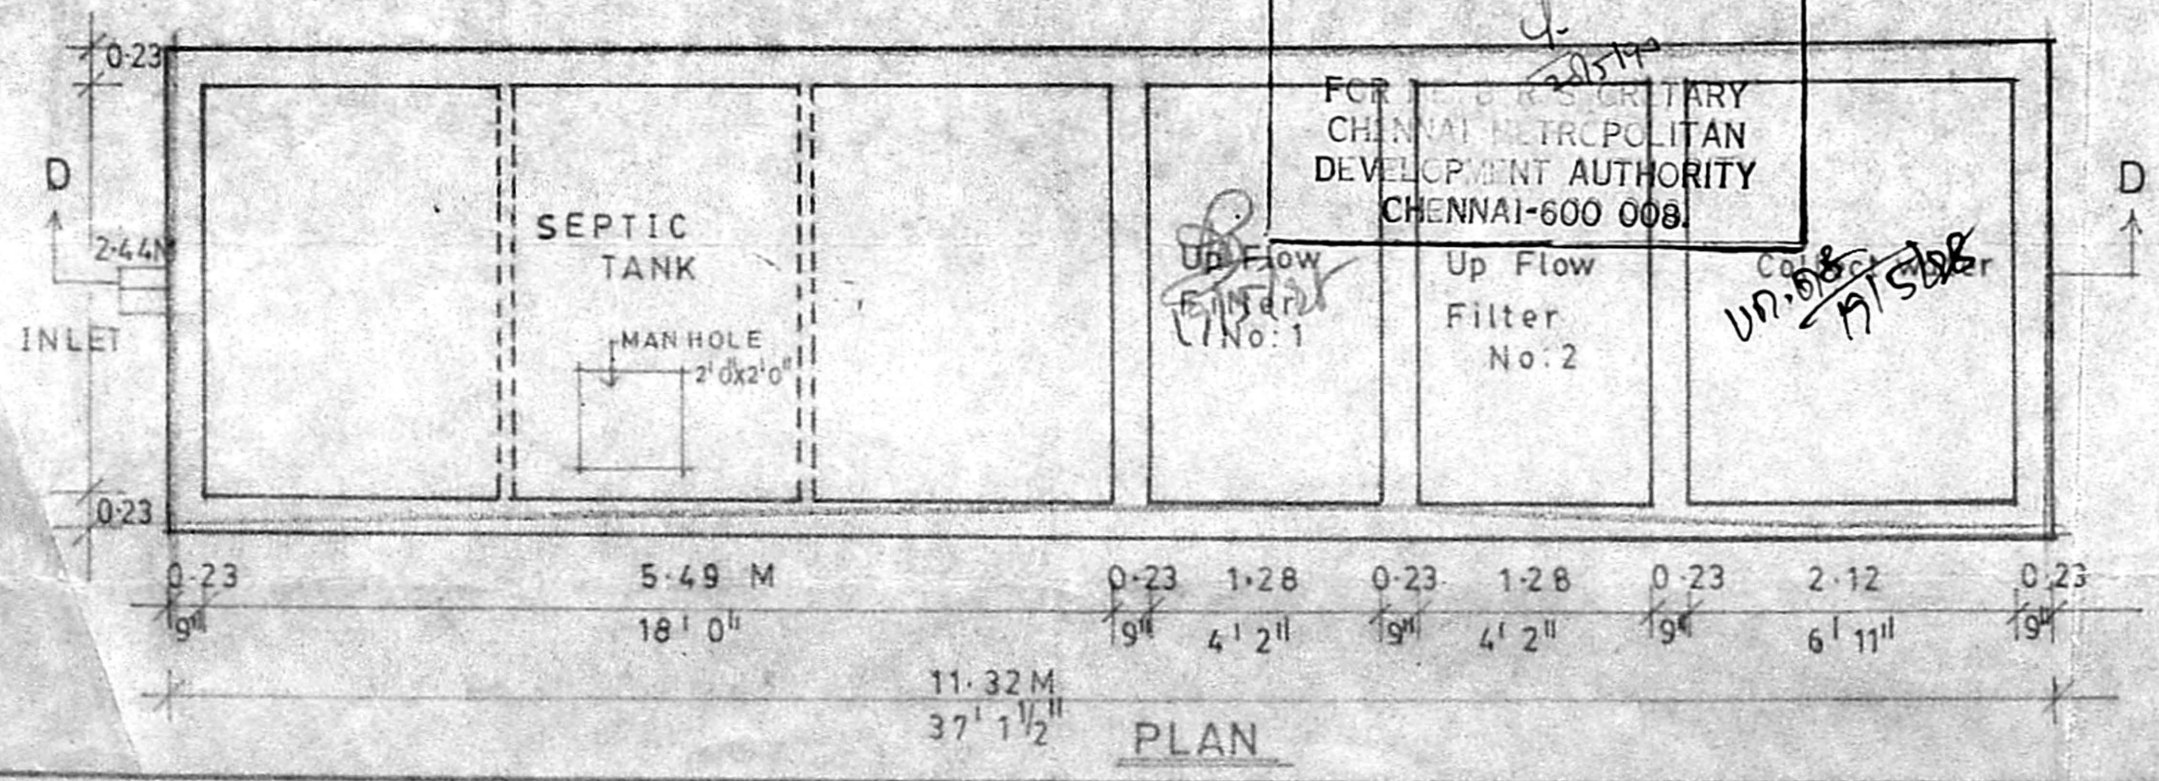 0·23
FOR
SECRETARY
CHENNAI METROPOLITAN
DEVELOPMENT AUTHORITY
CHENNAI-600 008.
D
D
2·44M
INLET
SEPTIC
TANK
MAN HOLE
2'0"X2'0"
Up Flow
Filter
No:1
Up Flow
Filter
No:2
0·23
0·23
5·49 M
0·23
1·28
0·23
1·28
0·23
2·12
0·23
9"
18' 0"
9"
4' 2"
9"
4' 2"
9"
6' 11"
9"
11·32 M
37' 1½"
PLAN